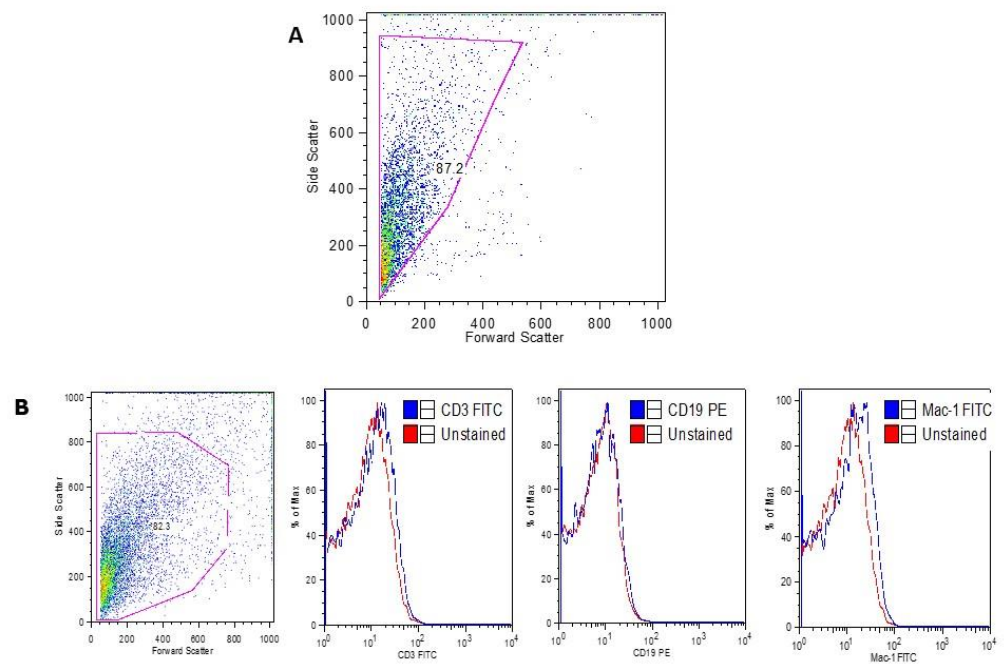 A
Side Scatter
1000
800
600
400
200
0
87.2
0 200 400 600 800 1000
Forward Scatter
B
Side Scatter
1000
800
600
400
200
0
82.3
0 200 400 600 800 1000
Forward Scatter
% of Max
100
80
60
40
20
0
CD3 FITC
Unstained
10^0 10^1 10^2 10^3 10^4
CD3 FITC
% of Max
100
80
60
40
20
0
CD19 PE
Unstained
10^0 10^1 10^2 10^3 10^4
CD19 PE
% of Max
100
80
60
40
20
0
Mac-1 FITC
Unstained
10^0 10^1 10^2 10^3 10^4
Mac-1 FITC